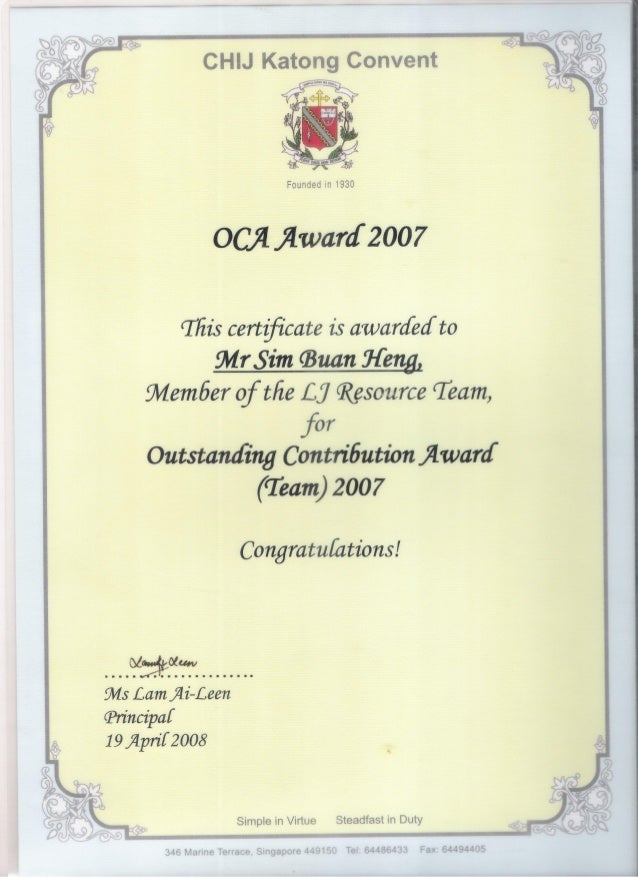 CHIJ Katong Convent
Founded in 1930
OCA Award 2007
This certificate is awarded to
Mr Sim Buan Heng,
Member of the LJ Resource Team,
for
Outstanding Contribution Award
(Team) 2007
Congratulations!
Ms Lam Ai-Leen
Principal
19 April 2008
Simple in Virtue Steadfast in Duty
346 Marine Terrace, Singapore 449150 Tel: 64486433 Fax: 64494405